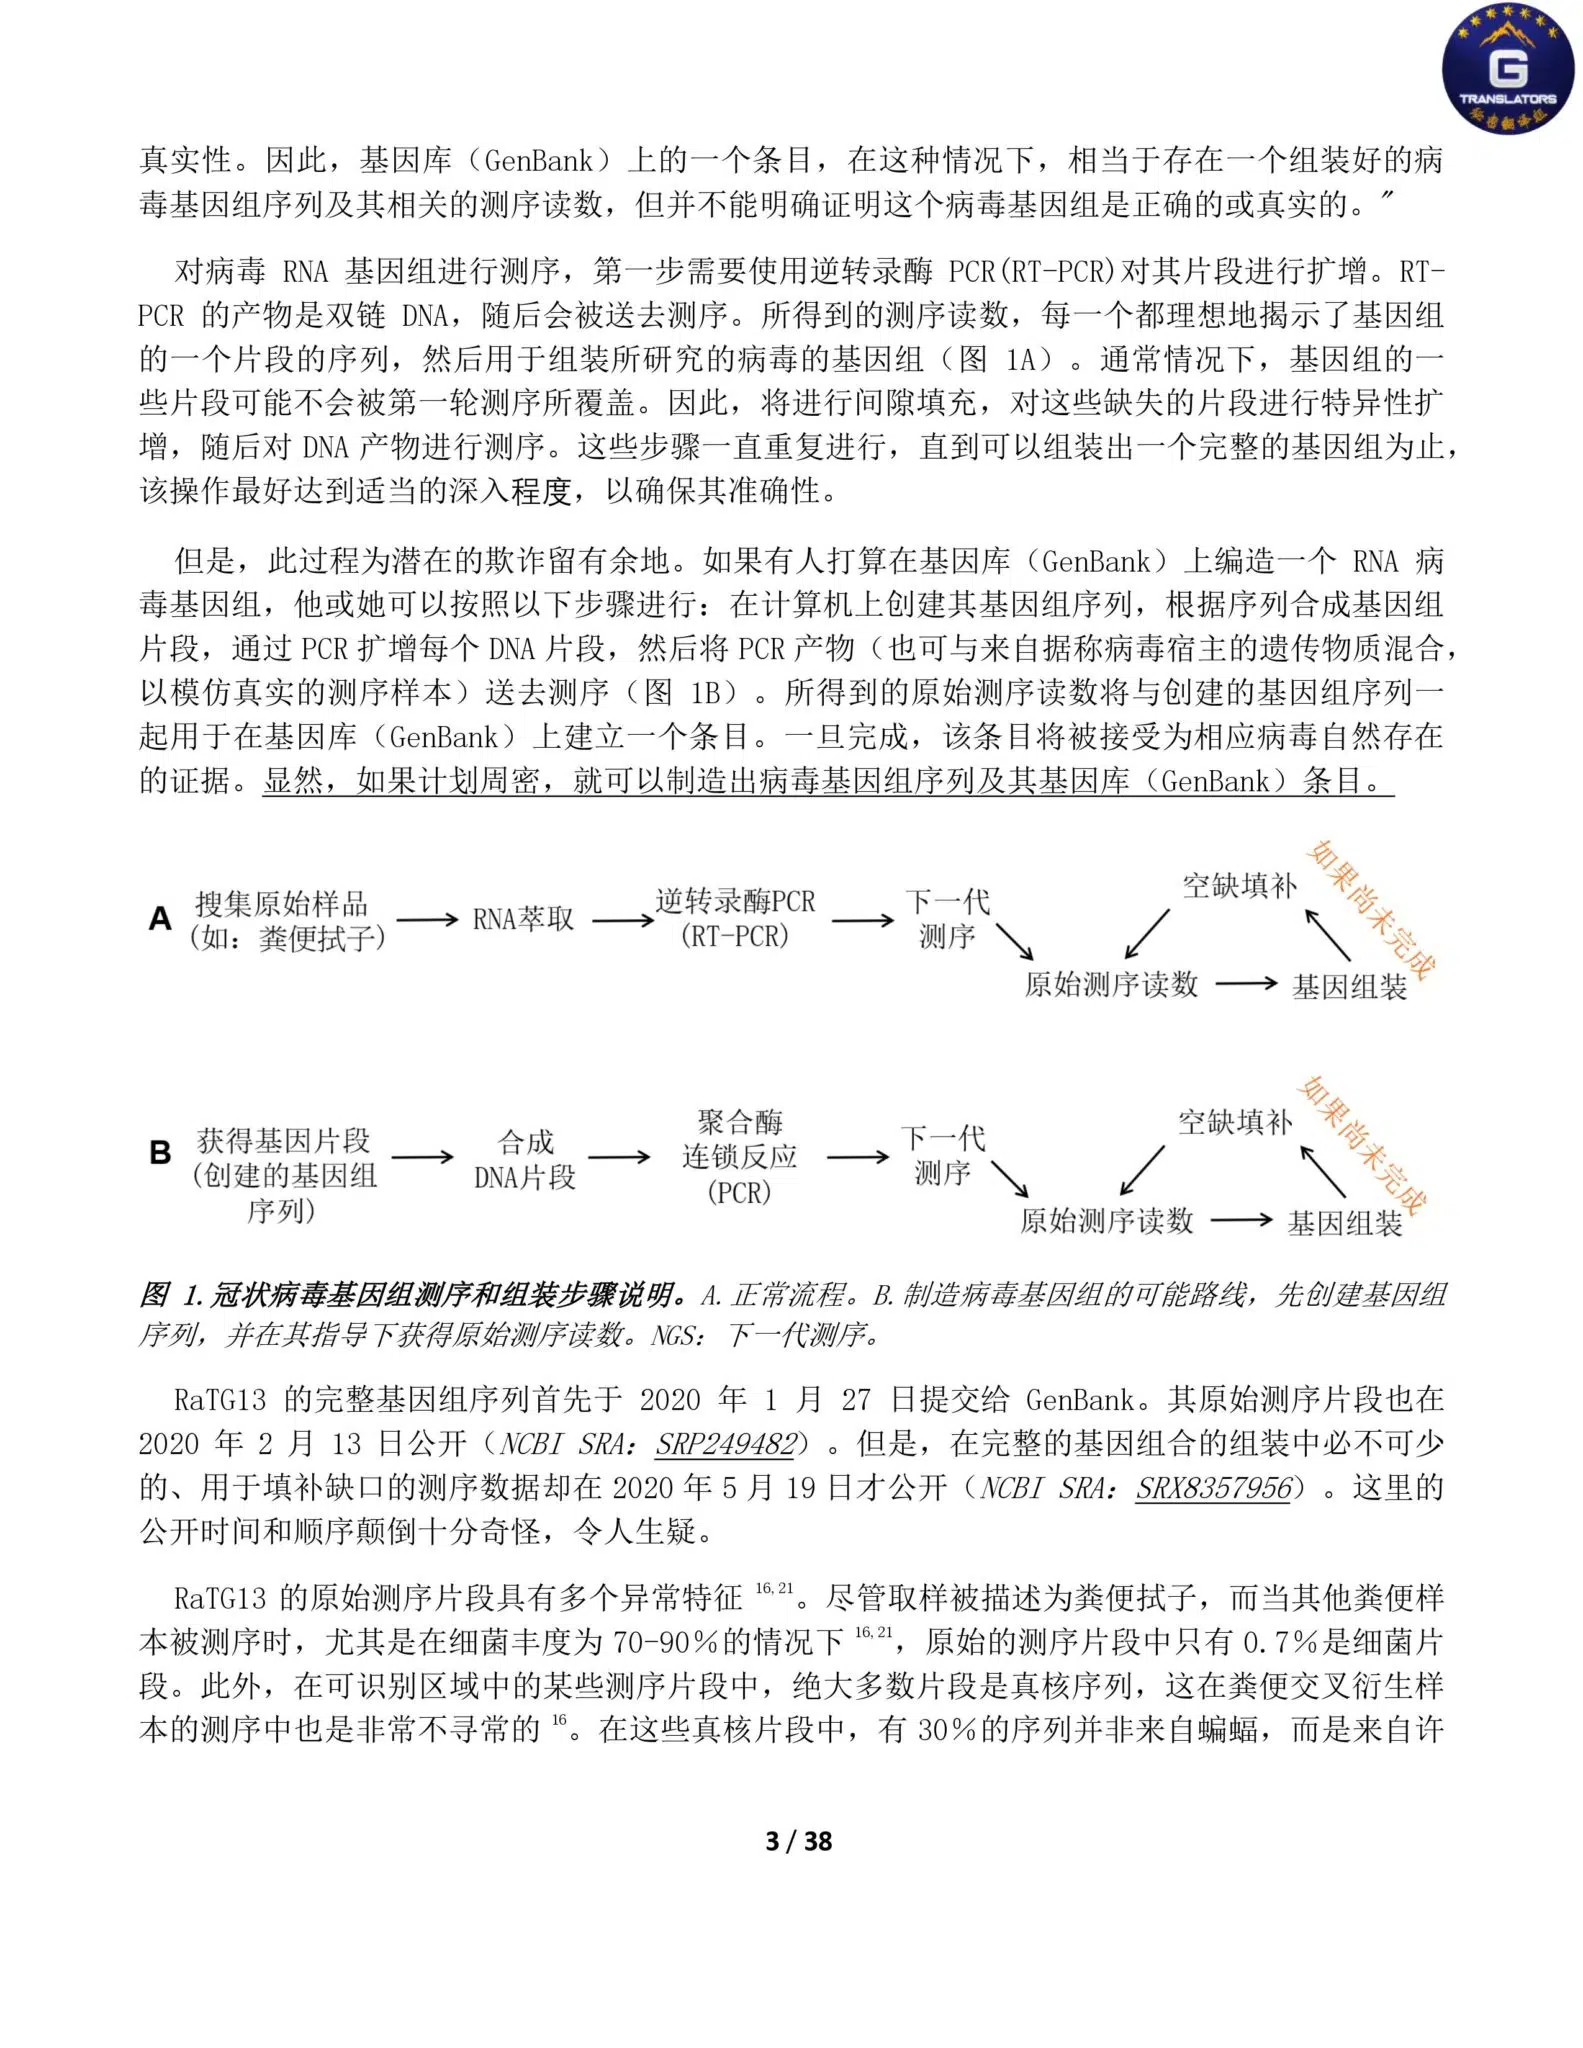 G
TRANSLATORS
真实性。因此，基因库（GenBank）上的一个条目，在这种情况下，相当于存在一个组装好的病
毒基因组序列及其相关的测序读数，但并不能明确证明这个病毒基因组是正确的或真实的。"
对病毒 RNA 基因组进行测序，第一步需要使用逆转录酶 PCR(RT-PCR)对其片段进行扩增。RT-
PCR 的产物是双链 DNA，随后会被送去测序。所得到的测序读数，每一个都理想地揭示了基因组
的一个片段的序列，然后用于组装所研究的病毒的基因组（图 1A）。通常情况下，基因组的一
些片段可能不会被第一轮测序所覆盖。因此，将进行间隙填充，对这些缺失的片段进行特异性扩
增，随后对 DNA 产物进行测序。这些步骤一直重复进行，直到可以组装出一个完整的基因组为止，
该操作最好达到适当的深入程度，以确保其准确性。
但是，此过程为潜在的欺诈留有余地。如果有人打算在基因库（GenBank）上编造一个 RNA 病
毒基因组，他或她可以按照以下步骤进行：在计算机上创建其基因组序列，根据序列合成基因组
片段，通过 PCR 扩增每个 DNA 片段，然后将 PCR 产物（也可与来自据称病毒宿主的遗传物质混合，
以模仿真实的测序样本）送去测序（图 1B）。所得到的原始测序读数将与创建的基因组序列一
起用于在基因库（GenBank）上建立一个条目。一旦完成，该条目将被接受为相应病毒自然存在
的证据。显然，如果计划周密，就可以制造出病毒基因组序列及其基因库（GenBank）条目。
A
搜集原始样品
(如：粪便拭子)
RNA萃取
逆转录酶PCR
(RT-PCR)
下一代
测序
原始测序读数
基因组装
空缺填补
如果尚未完成
B
获得基因片段
(创建的基因组
序列)
合成
DNA片段
聚合酶
连锁反应
(PCR)
下一代
测序
原始测序读数
基因组装
空缺填补
如果尚未完成
图 1.冠状病毒基因组测序和组装步骤说明。A.正常流程。B.制造病毒基因组的可能路线，先创建基因组
序列，并在其指导下获得原始测序读数。NGS：下一代测序。
RaTG13 的完整基因组序列首先于 2020 年 1 月 27 日提交给 GenBank。其原始测序片段也在
2020 年 2 月 13 日公开（NCBI SRA：SRP249482）。但是，在完整的基因组合的组装中必不可少
的、用于填补缺口的测序数据却在 2020 年 5 月 19 日才公开（NCBI SRA：SRX8357956）。这里的
公开时间和顺序颠倒十分奇怪，令人生疑。
RaTG13 的原始测序片段具有多个异常特征 16,21。尽管取样被描述为粪便拭子，而当其他粪便样
本被测序时，尤其是在细菌丰度为 70-90％的情况下 16,21，原始的测序片段中只有 0.7％是细菌片
段。此外，在可识别区域中的某些测序片段中，绝大多数片段是真核序列，这在粪便交叉衍生样
本的测序中也是非常不寻常的 16。在这些真核片段中，有 30％的序列并非来自蝙蝠，而是来自许
3 / 38